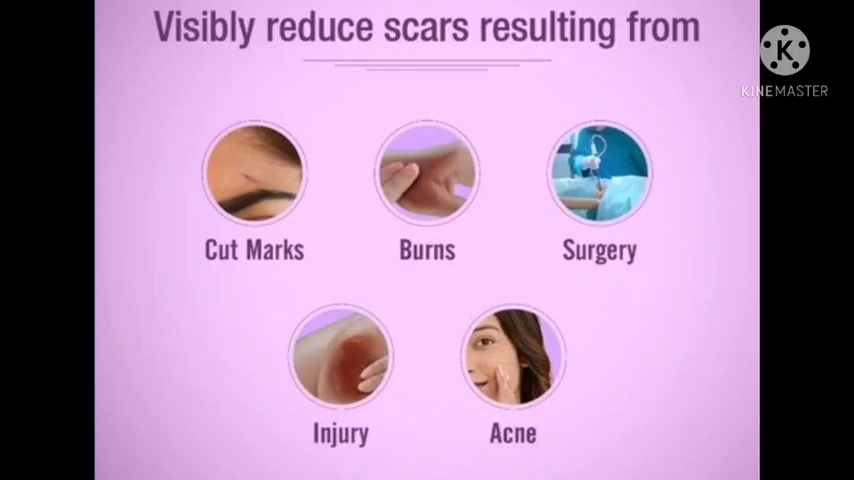 Visibly reduce scars resulting from
K
KINEMASTER
Cut Marks
Burns
Surgery
Injury
Acne